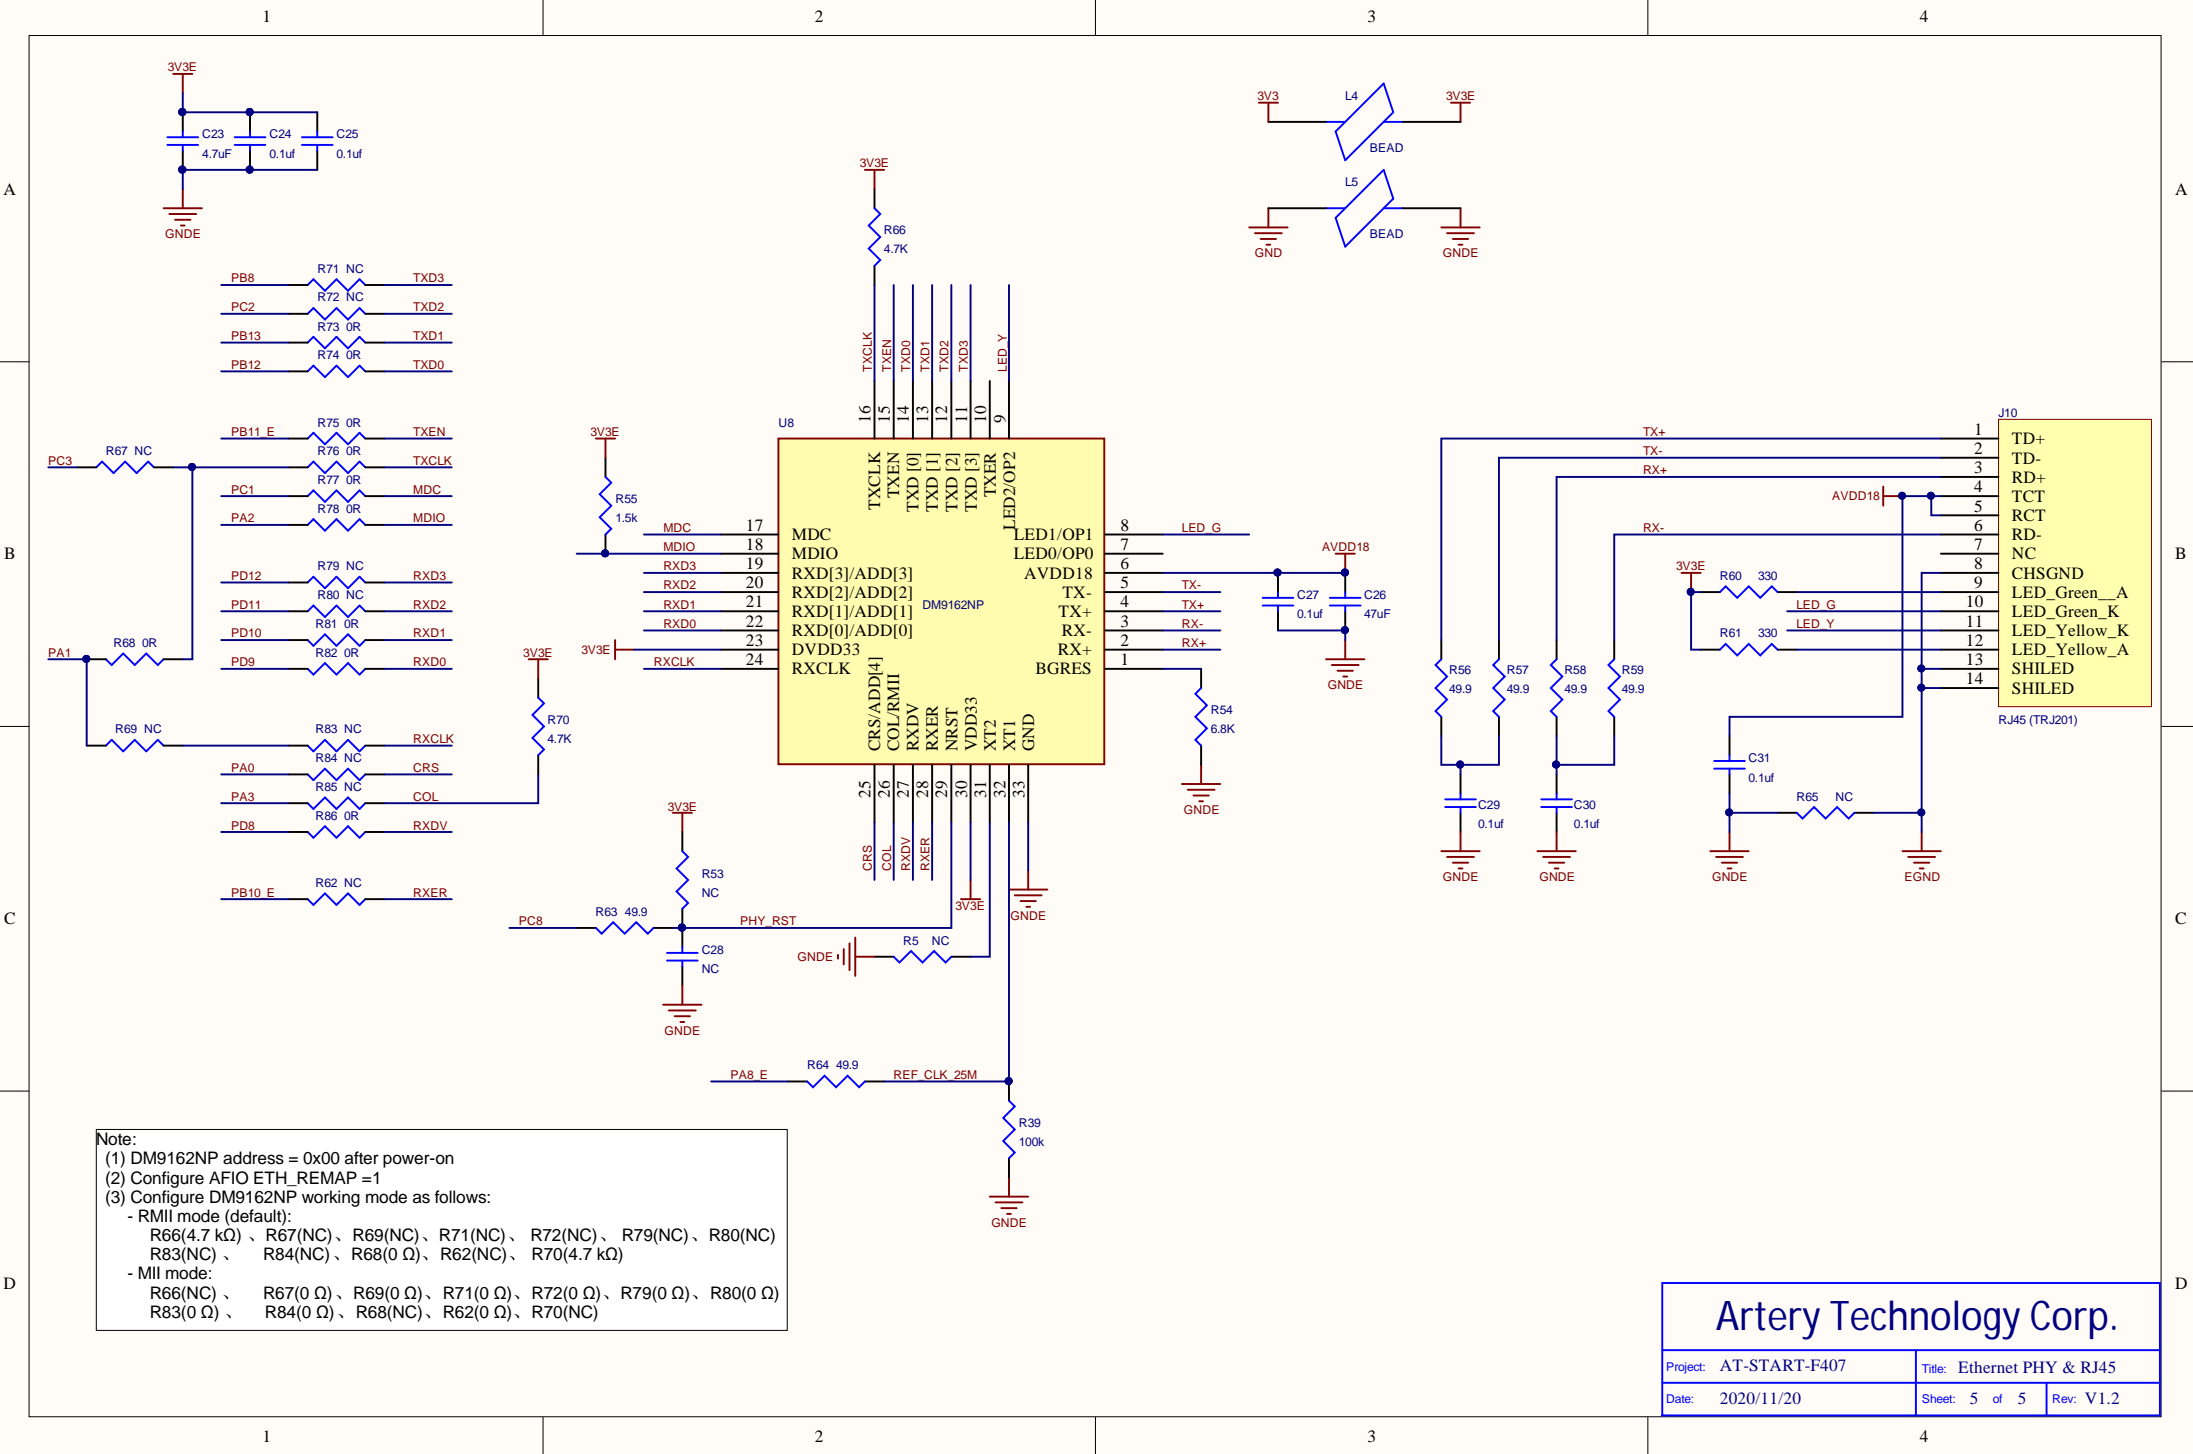 1 2 3 4
A A
B B
C C
D D
1 2 3 4
3V3E
C23
4.7uF
C24
0.1uf
C25
0.1uf
GNDE
3V3
L4
BEAD
3V3E
GND
L5
BEAD
GNDE
PB8 R71 NC TXD3
PC2 R72 NC TXD2
PB13 R73 0R TXD1
PB12 R74 0R TXD0
PB11_E R75 0R TXEN
PC3 R67 NC R76 0R TXCLK
PC1 R77 0R MDC
PA2 R78 0R MDIO
PD12 R79 NC RXD3
PD11 R80 NC RXD2
PD10 R81 0R RXD1
PA1 R68 0R
PD9 R82 0R RXD0
R69 NC R83 NC RXCLK
PA0 R84 NC CRS
PA3 R85 NC COL
PD8 R86 0R RXDV
PB10_E R62 NC RXER
3V3E
R70
4.7K
3V3E
R66
4.7K
TXCLK
TXEN
TXD0
TXD1
TXD2
TXD3
LED_Y
16 15 14 13 12 11 10 9
U8
TXCLK
TXEN
TXD [0]
TXD [1]
TXD [2]
TXD [3]
TXER
LED2/OP2
3V3E
R55
1.5k
MDC 17 MDC
MDIO 18 MDIO
RXD3 19 RXD[3]/ADD[3]
RXD2 20 RXD[2]/ADD[2]
RXD1 21 RXD[1]/ADD[1]
RXD0 22 RXD[0]/ADD[0]
3V3E 23 DVDD33
RXCLK 24 RXCLK
DM9162NP
LED1/OP1 8 LED_G
LED0/OP0 7
AVDD18 6
TX- 5 TX-
TX+ 4 TX+
RX- 3 RX-
RX+ 2 RX+
BGRES 1
CRS/ADD[4]
COL/RMII
RXDV
RXER
NRST
VDD33
XT2
XT1
GND
25 26 27 28 29 30 31 32 33
CRS
COL
RXDV
RXER
3V3E
GNDE
AVDD18
C27
0.1uf
C26
47uF
GNDE
R54
6.8K
GNDE
3V3E
R53
NC
PC8 R63 49.9 PHY_RST
C28
NC
GNDE
GNDE R5 NC
PA8_E R64 49.9 REF_CLK_25M
R39
100k
GNDE
J10
TX+ 1 TD+
TX- 2 TD-
RX+ 3 RD+
AVDD18 4 TCT
5 RCT
RX- 6 RD-
7 NC
8 CHSGND
3V3E R60 330 9 LED_Green__A
LED_G 10 LED_Green_K
LED_Y 11 LED_Yellow_K
R61 330 12 LED_Yellow_A
13 SHILED
14 SHILED
RJ45 (TRJ201)
R56
49.9
R57
49.9
R58
49.9
R59
49.9
C29
0.1uf
GNDE
C30
0.1uf
GNDE
C31
0.1uf
R65 NC
GNDE
EGND
Note:
(1) DM9162NP address = 0x00 after power-on
(2) Configure AFIO ETH_REMAP =1
(3) Configure DM9162NP working mode as follows:
- RMII mode (default):
R66(4.7 kΩ) 、R67(NC)、R69(NC)、R71(NC)、 R72(NC)、 R79(NC)、R80(NC)
R83(NC) 、 R84(NC)、R68(0 Ω)、R62(NC)、 R70(4.7 kΩ)
- MII mode:
R66(NC) 、 R67(0 Ω)、R69(0 Ω)、R71(0 Ω)、R72(0 Ω)、R79(0 Ω)、R80(0 Ω)
R83(0 Ω) 、 R84(0 Ω)、R68(NC)、R62(0 Ω)、R70(NC)
Artery Technology Corp.
Project: AT-START-F407 Title: Ethernet PHY & RJ45
Date: 2020/11/20 Sheet: 5 of 5 Rev: V1.2